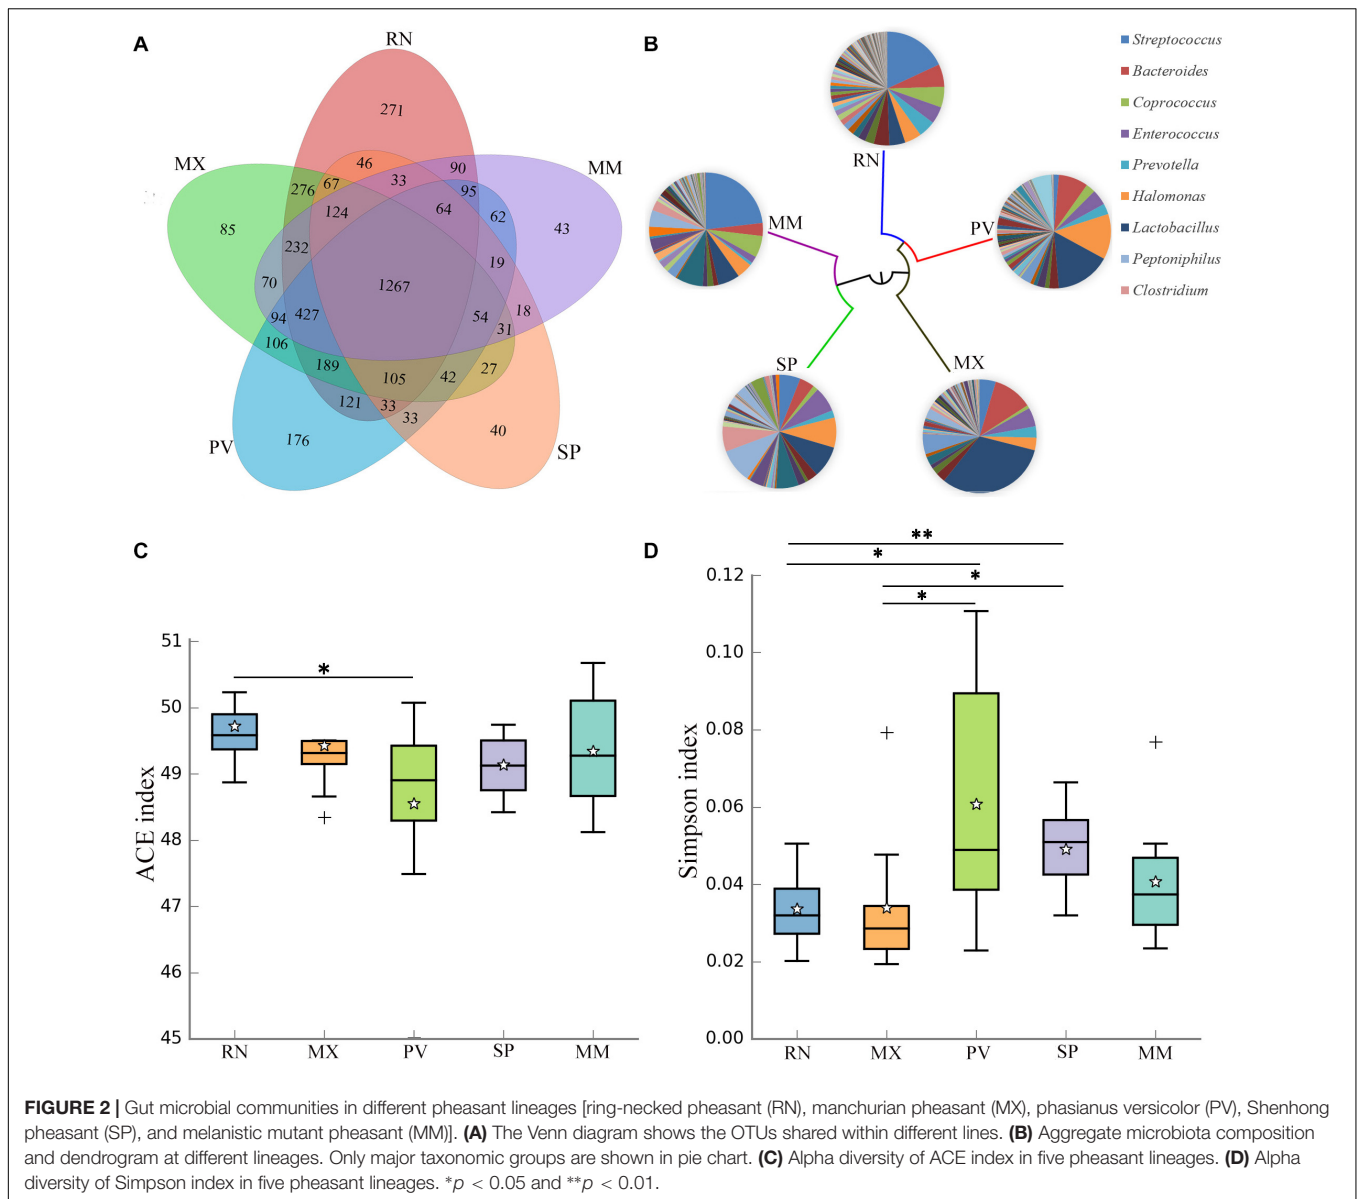 A
RN
271
MX
MM
46
90
33
95
276
67
124
64
62
85
43
232
19
70
1267
18
94
427
54
31
106
189
105
42
27
121
33
33
176
40
PV
SP
B
RN
MM
PV
SP
MX
Streptococcus
Bacteroides
Coprococcus
Enterococcus
Prevotella
Halomonas
Lactobacillus
Peptoniphilus
Clostridium
C
ACE index
51
50
49
48
47
46
45
*
RN MX PV SP MM
D
Simpson index
**
*
*
*
0.12
0.10
0.08
0.06
0.04
0.02
0.00
RN MX PV SP MM
FIGURE 2 | Gut microbial communities in different pheasant lineages [ring-necked pheasant (RN), manchurian pheasant (MX), phasianus versicolor (PV), Shenhong
pheasant (SP), and melanistic mutant pheasant (MM)]. (A) The Venn diagram shows the OTUs shared within different lines. (B) Aggregate microbiota composition
and dendrogram at different lineages. Only major taxonomic groups are shown in pie chart. (C) Alpha diversity of ACE index in five pheasant lineages. (D) Alpha
diversity of Simpson index in five pheasant lineages. *p < 0.05 and **p < 0.01.